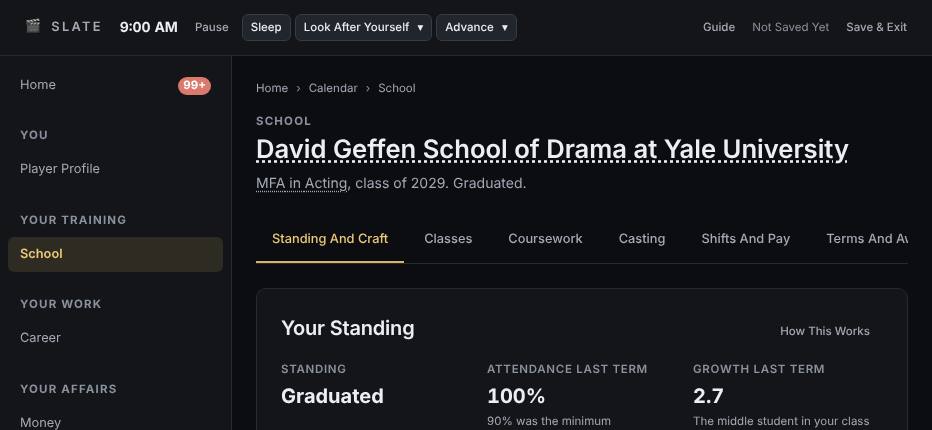 SLATE 9:00 AM Pause Sleep Look After Yourself Advance Guide Not Saved Yet Save & Exit
Home 99+
YOU
Player Profile
YOUR TRAINING
School
YOUR WORK
Career
YOUR AFFAIRS
Money
Home › Calendar › School
SCHOOL
David Geffen School of Drama at Yale University
MFA in Acting, class of 2029. Graduated.
Standing And Craft Classes Coursework Casting Shifts And Pay Terms And
Your Standing How This Works
STANDING ATTENDANCE LAST TERM GROWTH LAST TERM
Graduated 100% 2.7
90% was the minimum The middle student in your class